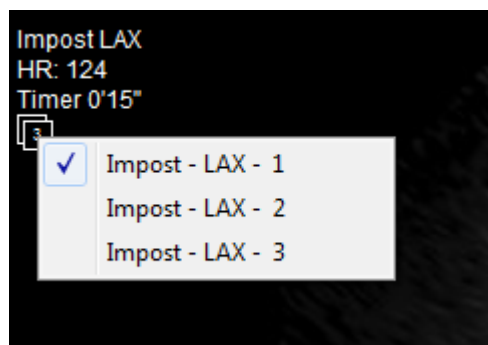 Impost LAX
HR: 124
Timer 0'15"
3
Impost - LAX - 1
Impost - LAX - 2
Impost - LAX - 3